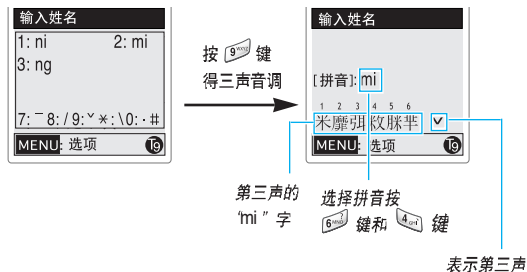 输入姓名
1: ni 2: mi
3: ng
7: ˉ 8: / 9: ˇ ⚹: \ 0: · #
MENU: 选项 T9
按 9 键
得三声音调
输入姓名
[拼音]: mi
1 2 3 4 5 6
米靡弭敉脒芈 ˇ
MENU: 选项 T9
第三声的
“mi ” 字
选择拼音按
6 键和 4 键
表示第三声